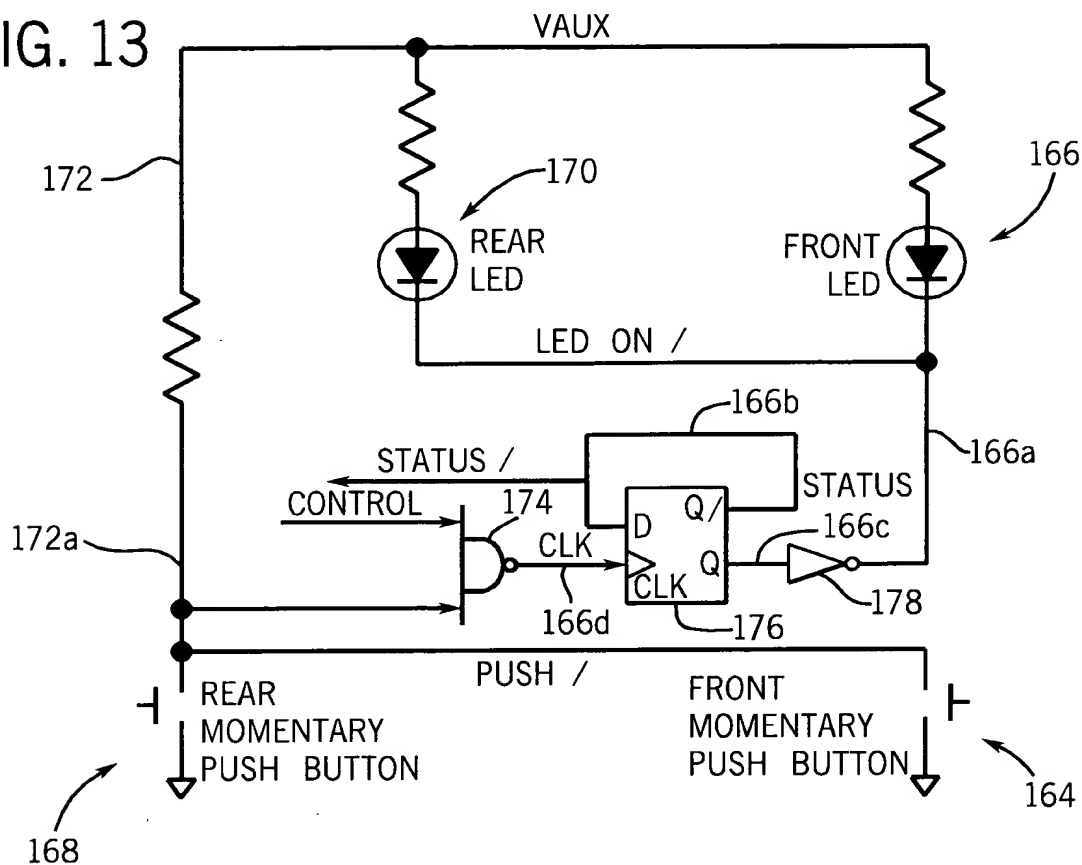 IG. 13
VAUX
172
170
166
REAR
LED
FRONT
LED
LED ON /
166b
166a
STATUS /
STATUS
CONTROL
174
172a
CLK
D
Q/
Q
CLK
166c
166d
176
178
PUSH /
REAR
MOMENTARY
PUSH BUTTON
FRONT
MOMENTARY
PUSH BUTTON
168
164